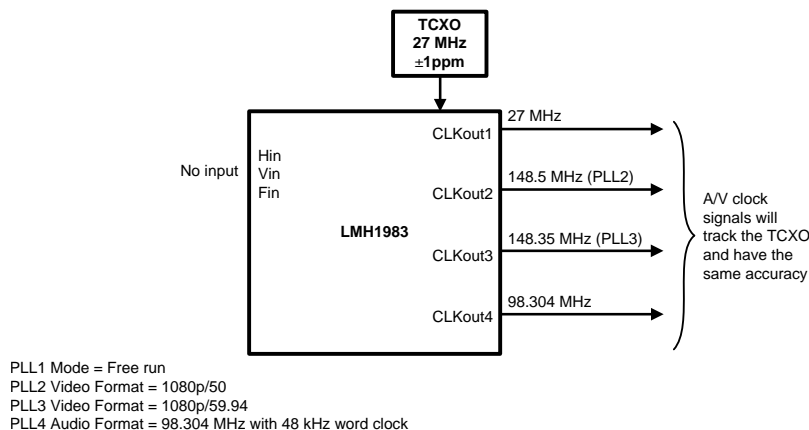 TCXO
27 MHz
±1ppm
27 MHz
CLKout1
No input
Hin
Vin
Fin
148.5 MHz (PLL2)
CLKout2
LMH1983
148.35 MHz (PLL3)
CLKout3
98.304 MHz
CLKout4
A/V clock
signals will
track the TCXO
and have the
same accuracy
PLL1 Mode = Free run
PLL2 Video Format = 1080p/50
PLL3 Video Format = 1080p/59.94
PLL4 Audio Format = 98.304 MHz with 48 kHz word clock